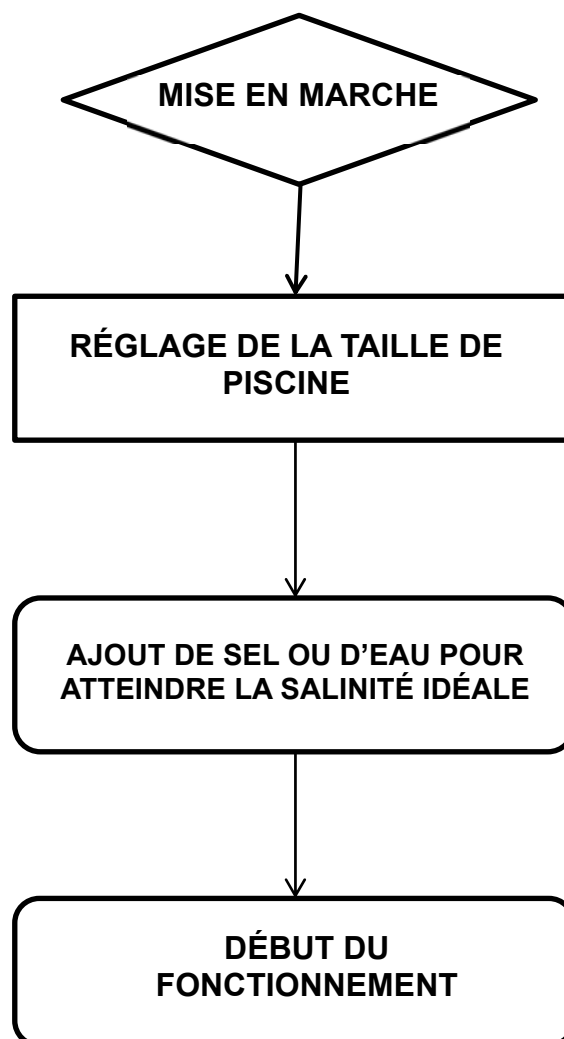 MISE EN MARCHE
RÉGLAGE DE LA TAILLE DE
PISCINE
AJOUT DE SEL OU D’EAU POUR
ATTEINDRE LA SALINITÉ IDÉALE
DÉBUT DU
FONCTIONNEMENT